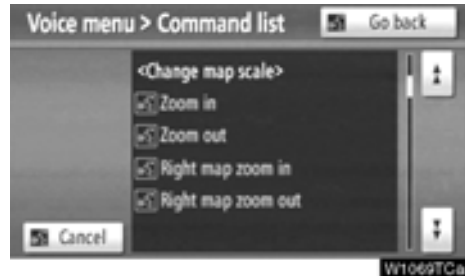 Voice menu > Command list
Go back
<Change map scale>
Zoom in
Zoom out
Right map zoom in
Right map zoom out
Cancel
W1069TCa